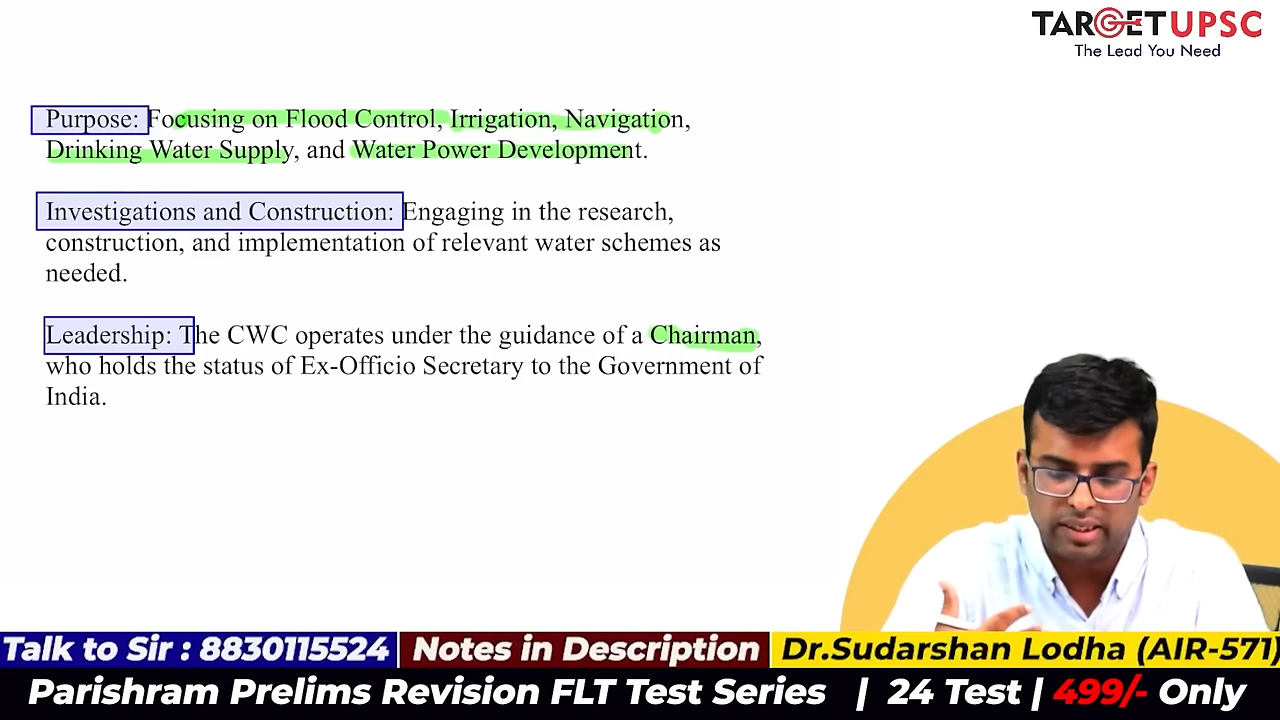 TARGETUPSC
The Lead You Need
Purpose: Focusing on Flood Control, Irrigation, Navigation,
Drinking Water Supply, and Water Power Development.
Investigations and Construction: Engaging in the research,
construction, and implementation of relevant water schemes as
needed.
Leadership: The CWC operates under the guidance of a Chairman,
who holds the status of Ex-Officio Secretary to the Government of
India.
Talk to Sir : 8830115524 Notes in Description Dr.Sudarshan Lodha (AIR-571)
Parishram Prelims Revision FLT Test Series | 24 Test | 499/- Only